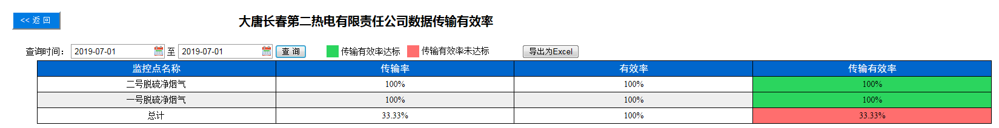 << 返 回
大唐长春第二热电有限责任公司数据传输有效率
查询时间： 2019-07-01 至 2019-07-01 查 询 传输有效率达标 传输有效率未达标 导出为Excel
监控点名称 传输率 有效率 传输有效率
二号脱硫净烟气 100% 100% 100%
一号脱硫净烟气 100% 100% 100%
总计 33.33% 100% 33.33%